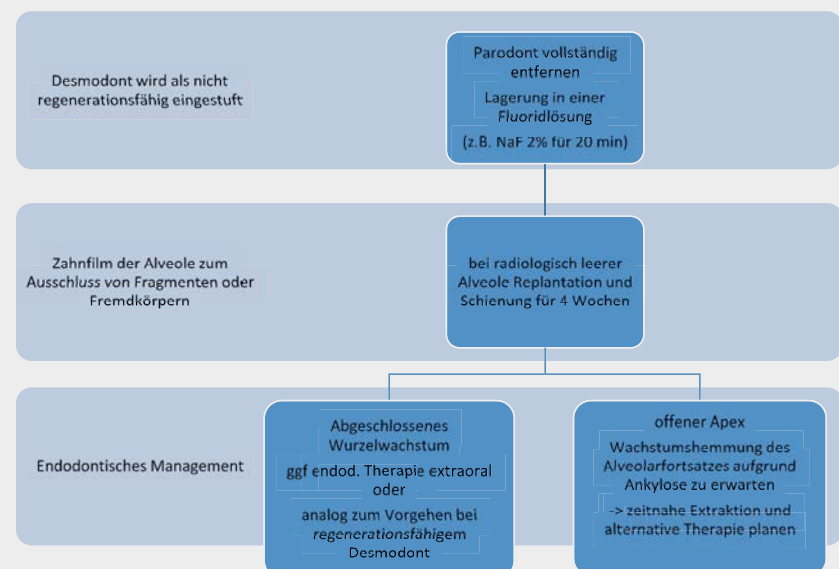 Desmodont wird als nicht
regenerationsfähig eingestuft
Parodont vollständig
entfernen
Lagerung in einer
Fluoridlösung
(z.B. NaF 2% für 20 min)
Zahnfilm der Alveole zum
Ausschluss von Fragmenten oder
Fremdkörpern
bei radiologisch leerer
Alveole Replantation und
Schienung für 4 Wochen
Endodontisches Management
Abgeschlossenes
Wurzelwachstum
ggf endod. Therapie extraoral
oder
analog zum Vorgehen bei
regenerationsfähigem
Desmodont
offener Apex
Wachstumshemmung des
Alveolarfortsatzes aufgrund
Ankylose zu erwarten
-> zeitnahe Extraktion und
alternative Therapie planen